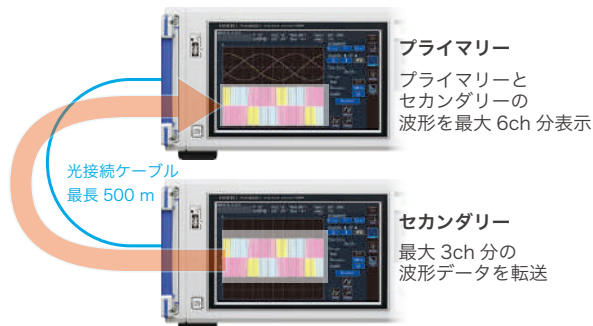 プライマリー
プライマリーと
セカンダリーの
波形を最大 6ch 分表示
光接続ケーブル
最長 500 m
セカンダリー
最大 3ch 分の
波形データを転送